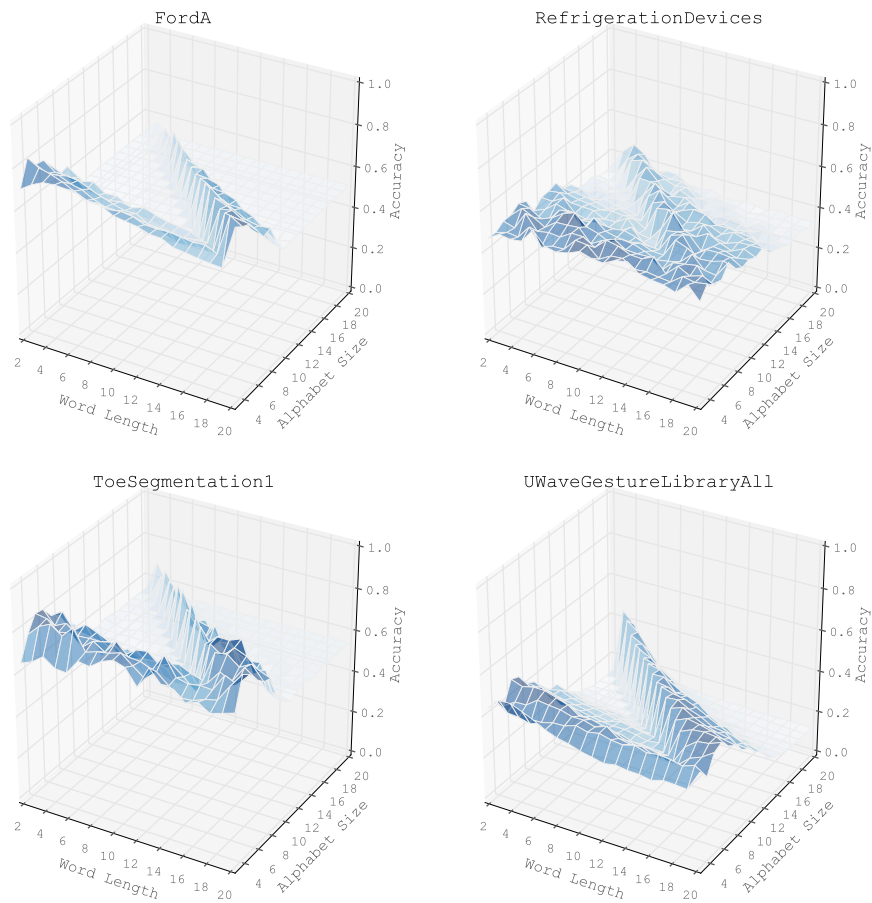 FordA
1.0
0.8
0.6
0.4
0.2
0.0
Accuracy
2 4 6 8 10 12 14 16 18 20
Word Length
4 6 8 10 12 14 16 18 20
Alphabet Size
RefrigerationDevices
1.0
0.8
0.6
0.4
0.2
0.0
Accuracy
2 4 6 8 10 12 14 16 18 20
Word Length
4 6 8 10 12 14 16 18 20
Alphabet Size
ToeSegmentation1
1.0
0.8
0.6
0.4
0.2
0.0
Accuracy
2 4 6 8 10 12 14 16 18 20
Word Length
4 6 8 10 12 14 16 18 20
Alphabet Size
UWaveGestureLibraryAll
1.0
0.8
0.6
0.4
0.2
0.0
Accuracy
2 4 6 8 10 12 14 16 18 20
Word Length
4 6 8 10 12 14 16 18 20
Alphabet Size